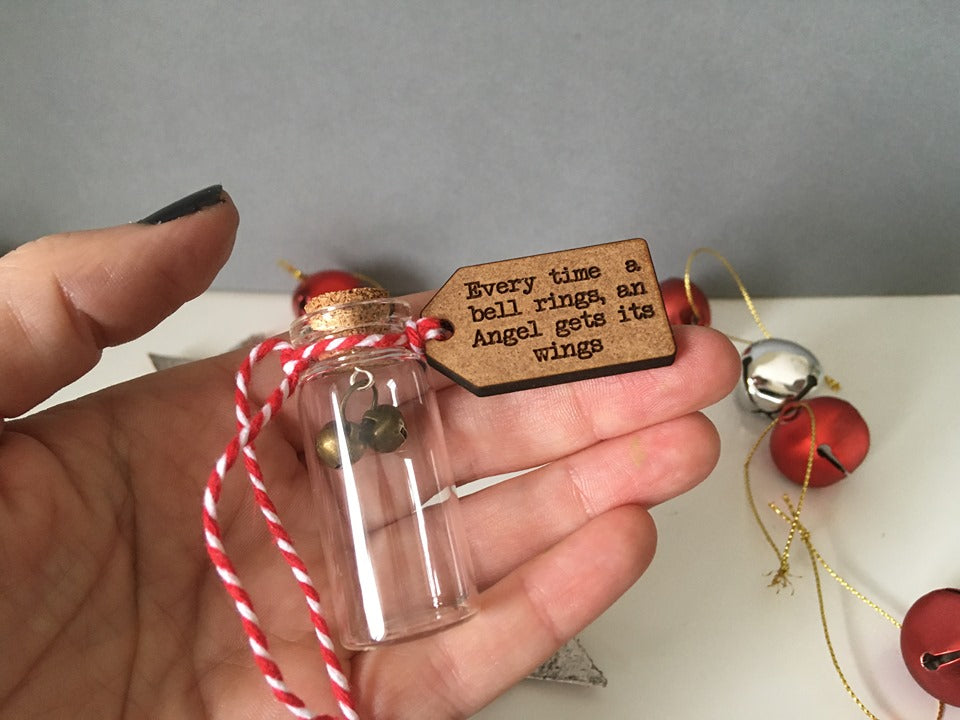 Every time a
bell rings, an
Angel gets its
wings